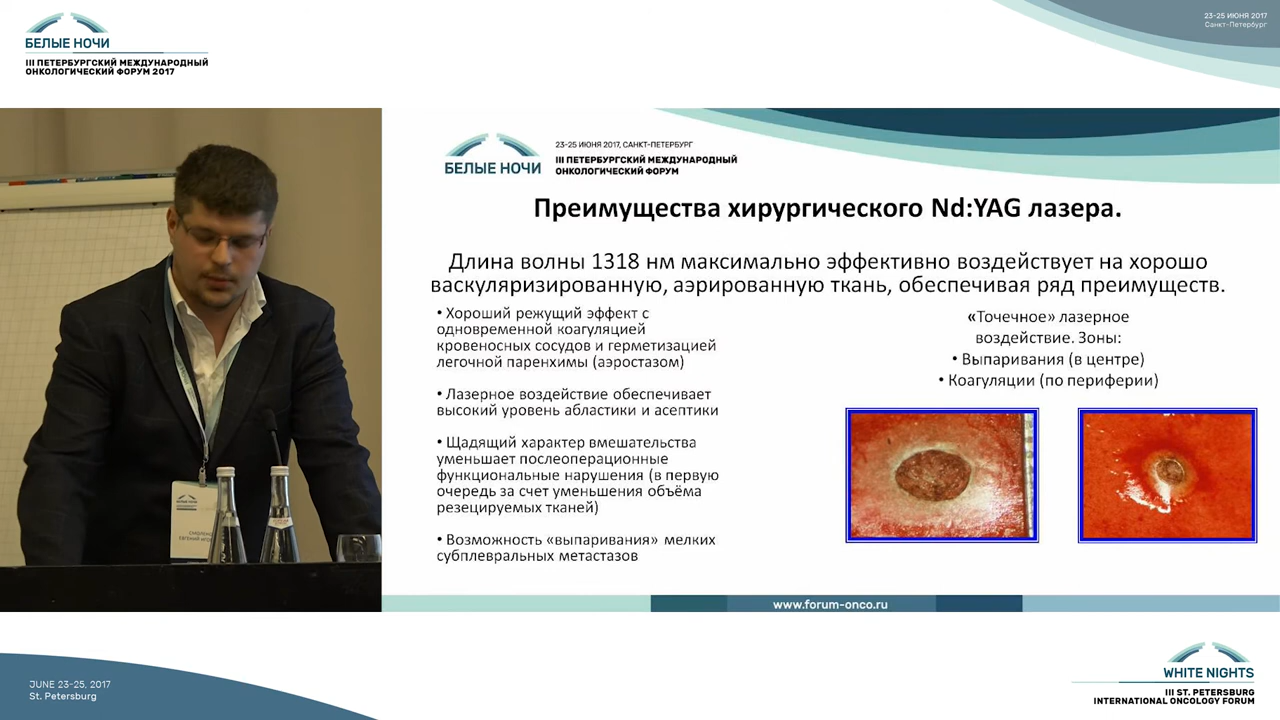 БЕЛЫЕ НОЧИ
III ПЕТЕРБУРГСКИЙ МЕЖДУНАРОДНЫЙ
ОНКОЛОГИЧЕСКИЙ ФОРУМ 2017
23-25 ИЮНЯ 2017
Санкт-Петербург
БЕЛЫЕ НОЧИ
23-25 ИЮНЯ 2017, САНКТ-ПЕТЕРБУРГ
III ПЕТЕРБУРГСКИЙ МЕЖДУНАРОДНЫЙ
ОНКОЛОГИЧЕСКИЙ ФОРУМ
Преимущества хирургического Nd:YAG лазера.
Длина волны 1318 нм максимально эффективно воздействует на хорошо
васкуляризированную, аэрированную ткань, обеспечивая ряд преимуществ.
• Хороший режущий эффект с
одновременной коагуляцией
кровеносных сосудов и герметизацией
легочной паренхимы (аэростазом)
• Лазерное воздействие обеспечивает
высокий уровень абластики и асептики
• Щадящий характер вмешательства
уменьшает послеоперационные
функциональные нарушения (в первую
очередь за счет уменьшения объёма
резецируемых тканей)
• Возможность «выпаривания» мелких
субплевральных метастазов
«Точечное» лазерное
воздействие. Зоны:
• Выпаривания (в центре)
• Коагуляции (по периферии)
www.forum-onco.ru
JUNE 23-25, 2017
St. Petersburg
WHITE NIGHTS
III ST. PETERSBURG
INTERNATIONAL ONCOLOGY FORUM